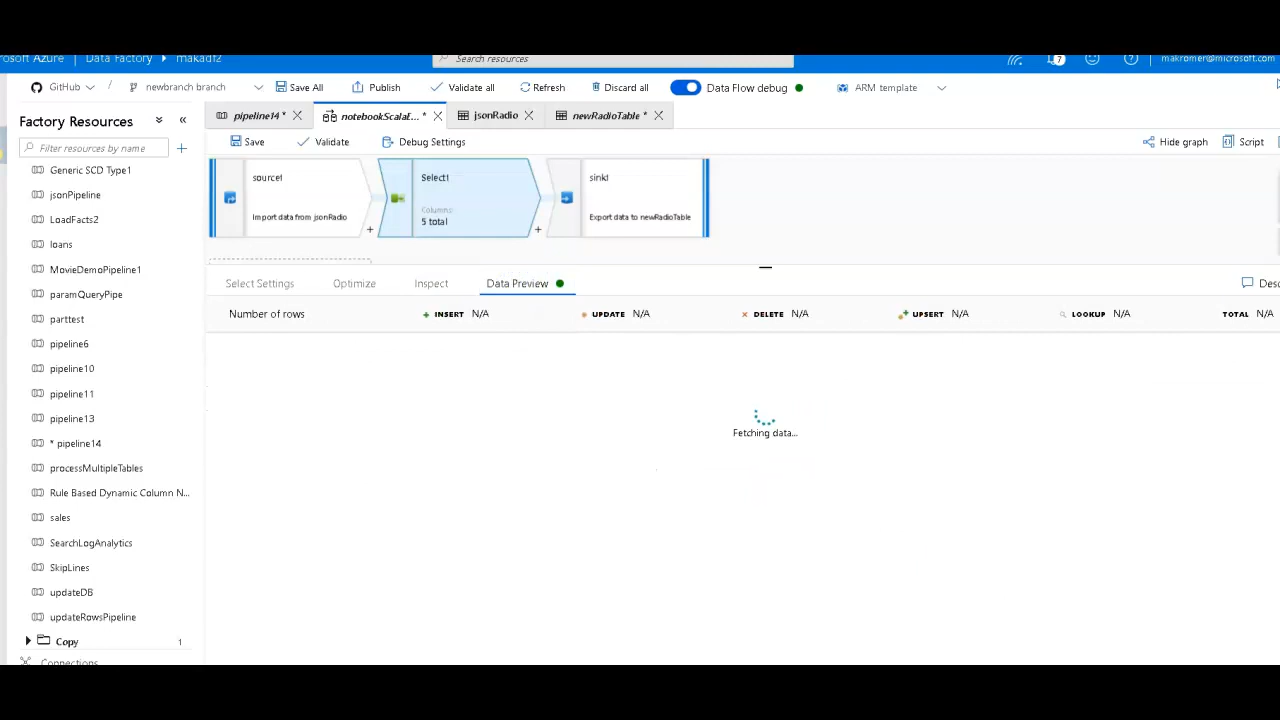 rosoft Azure | Data Factory ▸ makadf2
Search resources
7
makromer@microsoft.com
GitHub / newbranch branch
Save All
Publish
Validate all
Refresh
Discard all
Data Flow debug
ARM template
Factory Resources
Filter resources by name
Generic SCD Type1
jsonPipeline
LoadFacts2
loans
MovieDemoPipeline1
paramQueryPipe
parttest
pipeline6
pipeline10
pipeline11
pipeline13
* pipeline14
processMultipleTables
Rule Based Dynamic Column N...
sales
SearchLogAnalytics
SkipLines
updateDB
updateRowsPipeline
Copy 1
Connections
pipeline14 *
notebookScalaE... *
jsonRadio
newRadioTable *
Save
Validate
Debug Settings
Hide graph
Script
source1
Import data from jsonRadio
+
Select1
Columns:
5 total
+
sink1
Export data to newRadioTable
Select Settings
Optimize
Inspect
Data Preview
Desc
Number of rows
+ INSERT N/A
UPDATE N/A
× DELETE N/A
UPSERT N/A
LOOKUP N/A
TOTAL N/A
Fetching data...